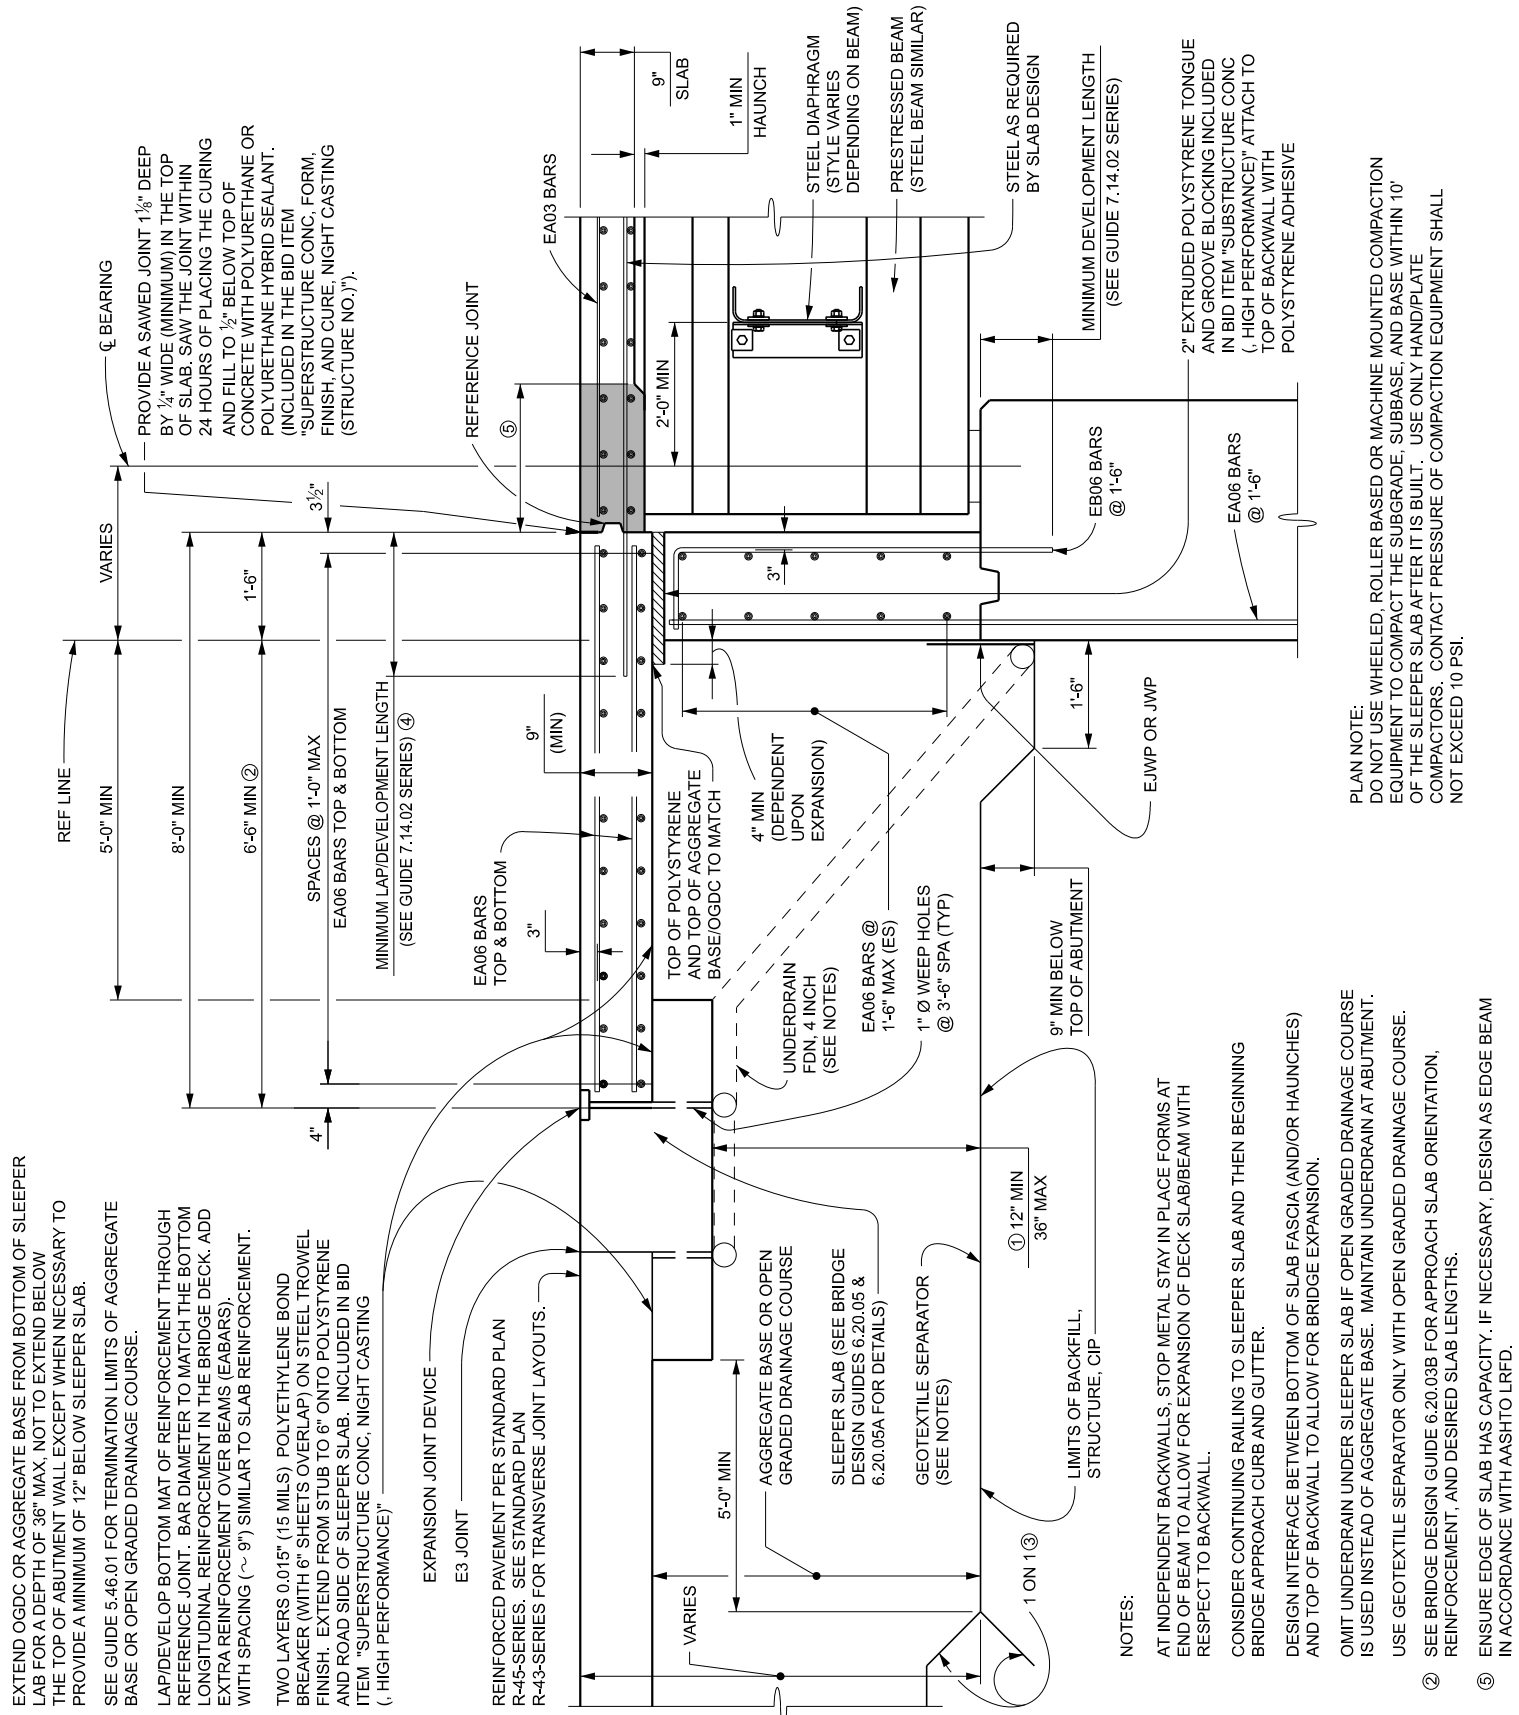 EXTEND OGDC OR AGGREGATE BASE FROM BOTTOM OF SLEEPER
LAB FOR A DEPTH OF 36" MAX, NOT TO EXTEND BELOW
THE TOP OF ABUTMENT WALL EXCEPT WHEN NECESSARY TO
PROVIDE A MINIMUM OF 12" BELOW SLEEPER SLAB.
SEE GUIDE 5.46.01 FOR TERMINATION LIMITS OF AGGREGATE
BASE OR OPEN GRADED DRAINAGE COURSE.
LAP/DEVELOP BOTTOM MAT OF REINFORCEMENT THROUGH
REFERENCE JOINT. BAR DIAMETER TO MATCH THE BOTTOM
LONGITUDINAL REINFORCEMENT IN THE BRIDGE DECK. ADD
EXTRA REINFORCEMENT OVER BEAMS (EABARS).
WITH SPACING (~ 9") SIMILAR TO SLAB REINFORCEMENT.
TWO LAYERS 0.015" (15 MILS) POLYETHYLENE BOND
BREAKER (WITH 6" SHEETS OVERLAP) ON STEEL TROWEL
FINISH. EXTEND FROM STUB TO 6" ONTO POLYSTYRENE
AND ROAD SIDE OF SLEEPER SLAB. INCLUDED IN BID
ITEM "SUPERSTRUCTURE CONC, NIGHT CASTING
(, HIGH PERFORMANCE)"
EXPANSION JOINT DEVICE
E3 JOINT
REINFORCED PAVEMENT PER STANDARD PLAN
R-45-SERIES. SEE STANDARD PLAN
R-43-SERIES FOR TRANSVERSE JOINT LAYOUTS.
REF LINE
5'-0" MIN
VARIES
℄ BEARING
8'-0" MIN
6'-6" MIN ②
1'-6"
3½"
4"
SPACES @ 1'-0" MAX
EA06 BARS TOP & BOTTOM
MINIMUM LAP/DEVELOPMENT LENGTH
(SEE GUIDE 7.14.02 SERIES) ④
PROVIDE A SAWED JOINT 1⅛" DEEP
BY ¼" WIDE (MINIMUM) IN THE TOP
OF SLAB. SAW THE JOINT WITHIN
24 HOURS OF PLACING THE CURING
AND FILL TO ½" BELOW TOP OF
CONCRETE WITH POLYURETHANE OR
POLYURETHANE HYBRID SEALANT.
(INCLUDED IN THE BID ITEM
"SUPERSTRUCTURE CONC, FORM,
FINISH, AND CURE, NIGHT CASTING
(STRUCTURE NO.)").
REFERENCE JOINT
⑤
EA03 BARS
9"
SLAB
1" MIN
HAUNCH
EA06 BARS
TOP & BOTTOM
3"
9"
(MIN)
2'-0" MIN
STEEL DIAPHRAGM
(STYLE VARIES
DEPENDING ON BEAM)
PRESTRESSED BEAM
(STEEL BEAM SIMILAR)
STEEL AS REQUIRED
BY SLAB DESIGN
MINIMUM DEVELOPMENT LENGTH
(SEE GUIDE 7.14.02 SERIES)
2" EXTRUDED POLYSTYRENE TONGUE
AND GROOVE BLOCKING INCLUDED
IN BID ITEM "SUBSTRUCTURE CONC
(, HIGH PERFORMANCE)" ATTACH TO
TOP OF BACKWALL WITH
POLYSTYRENE ADHESIVE
TOP OF POLYSTYRENE
AND TOP OF AGGREGATE
BASE/OGDC TO MATCH
4" MIN
(DEPENDENT
UPON
EXPANSION)
3"
UNDERDRAIN
FDN, 4 INCH
(SEE NOTES)
EA06 BARS @
1'-6" MAX (ES)
1" Ø WEEP HOLES
@ 3'-6" SPA (TYP)
EB06 BARS
@ 1'-6"
EA06 BARS
@ 1'-6"
1'-6"
EJWP OR JWP
9" MIN BELOW
TOP OF ABUTMENT
① 12" MIN
36" MAX
5'-0" MIN
AGGREGATE BASE OR OPEN
GRADED DRAINAGE COURSE
SLEEPER SLAB (SEE BRIDGE
DESIGN GUIDES 6.20.05 &
6.20.05A FOR DETAILS)
GEOTEXTILE SEPARATOR
(SEE NOTES)
LIMITS OF BACKFILL,
STRUCTURE, CIP
VARIES
1 ON 1 ③
PLAN NOTE:
DO NOT USE WHEELED, ROLLER BASED OR MACHINE MOUNTED COMPACTION
EQUIPMENT TO COMPACT THE SUBGRADE, SUBBASE, AND BASE WITHIN 10'
OF THE SLEEPER SLAB AFTER IT IS BUILT. USE ONLY HAND/PLATE
COMPACTORS. CONTACT PRESSURE OF COMPACTION EQUIPMENT SHALL
NOT EXCEED 10 PSI.
NOTES:
AT INDEPENDENT BACKWALLS, STOP METAL STAY IN PLACE FORMS AT
END OF BEAM TO ALLOW FOR EXPANSION OF DECK SLAB/BEAM WITH
RESPECT TO BACKWALL.
CONSIDER CONTINUING RAILING TO SLEEPER SLAB AND THEN BEGINNING
BRIDGE APPROACH CURB AND GUTTER.
DESIGN INTERFACE BETWEEN BOTTOM OF SLAB FASCIA (AND/OR HAUNCHES)
AND TOP OF BACKWALL TO ALLOW FOR BRIDGE EXPANSION.
OMIT UNDERDRAIN UNDER SLEEPER SLAB IF OPEN GRADED DRAINAGE COURSE
IS USED INSTEAD OF AGGREGATE BASE. MAINTAIN UNDERDRAIN AT ABUTMENT.
USE GEOTEXTILE SEPARATOR ONLY WITH OPEN GRADED DRAINAGE COURSE.
② SEE BRIDGE DESIGN GUIDE 6.20.03B FOR APPROACH SLAB ORIENTATION,
REINFORCEMENT, AND DESIRED SLAB LENGTHS.
⑤ ENSURE EDGE OF SLAB HAS CAPACITY. IF NECESSARY, DESIGN AS EDGE BEAM
IN ACCORDANCE WITH AASHTO LRFD.